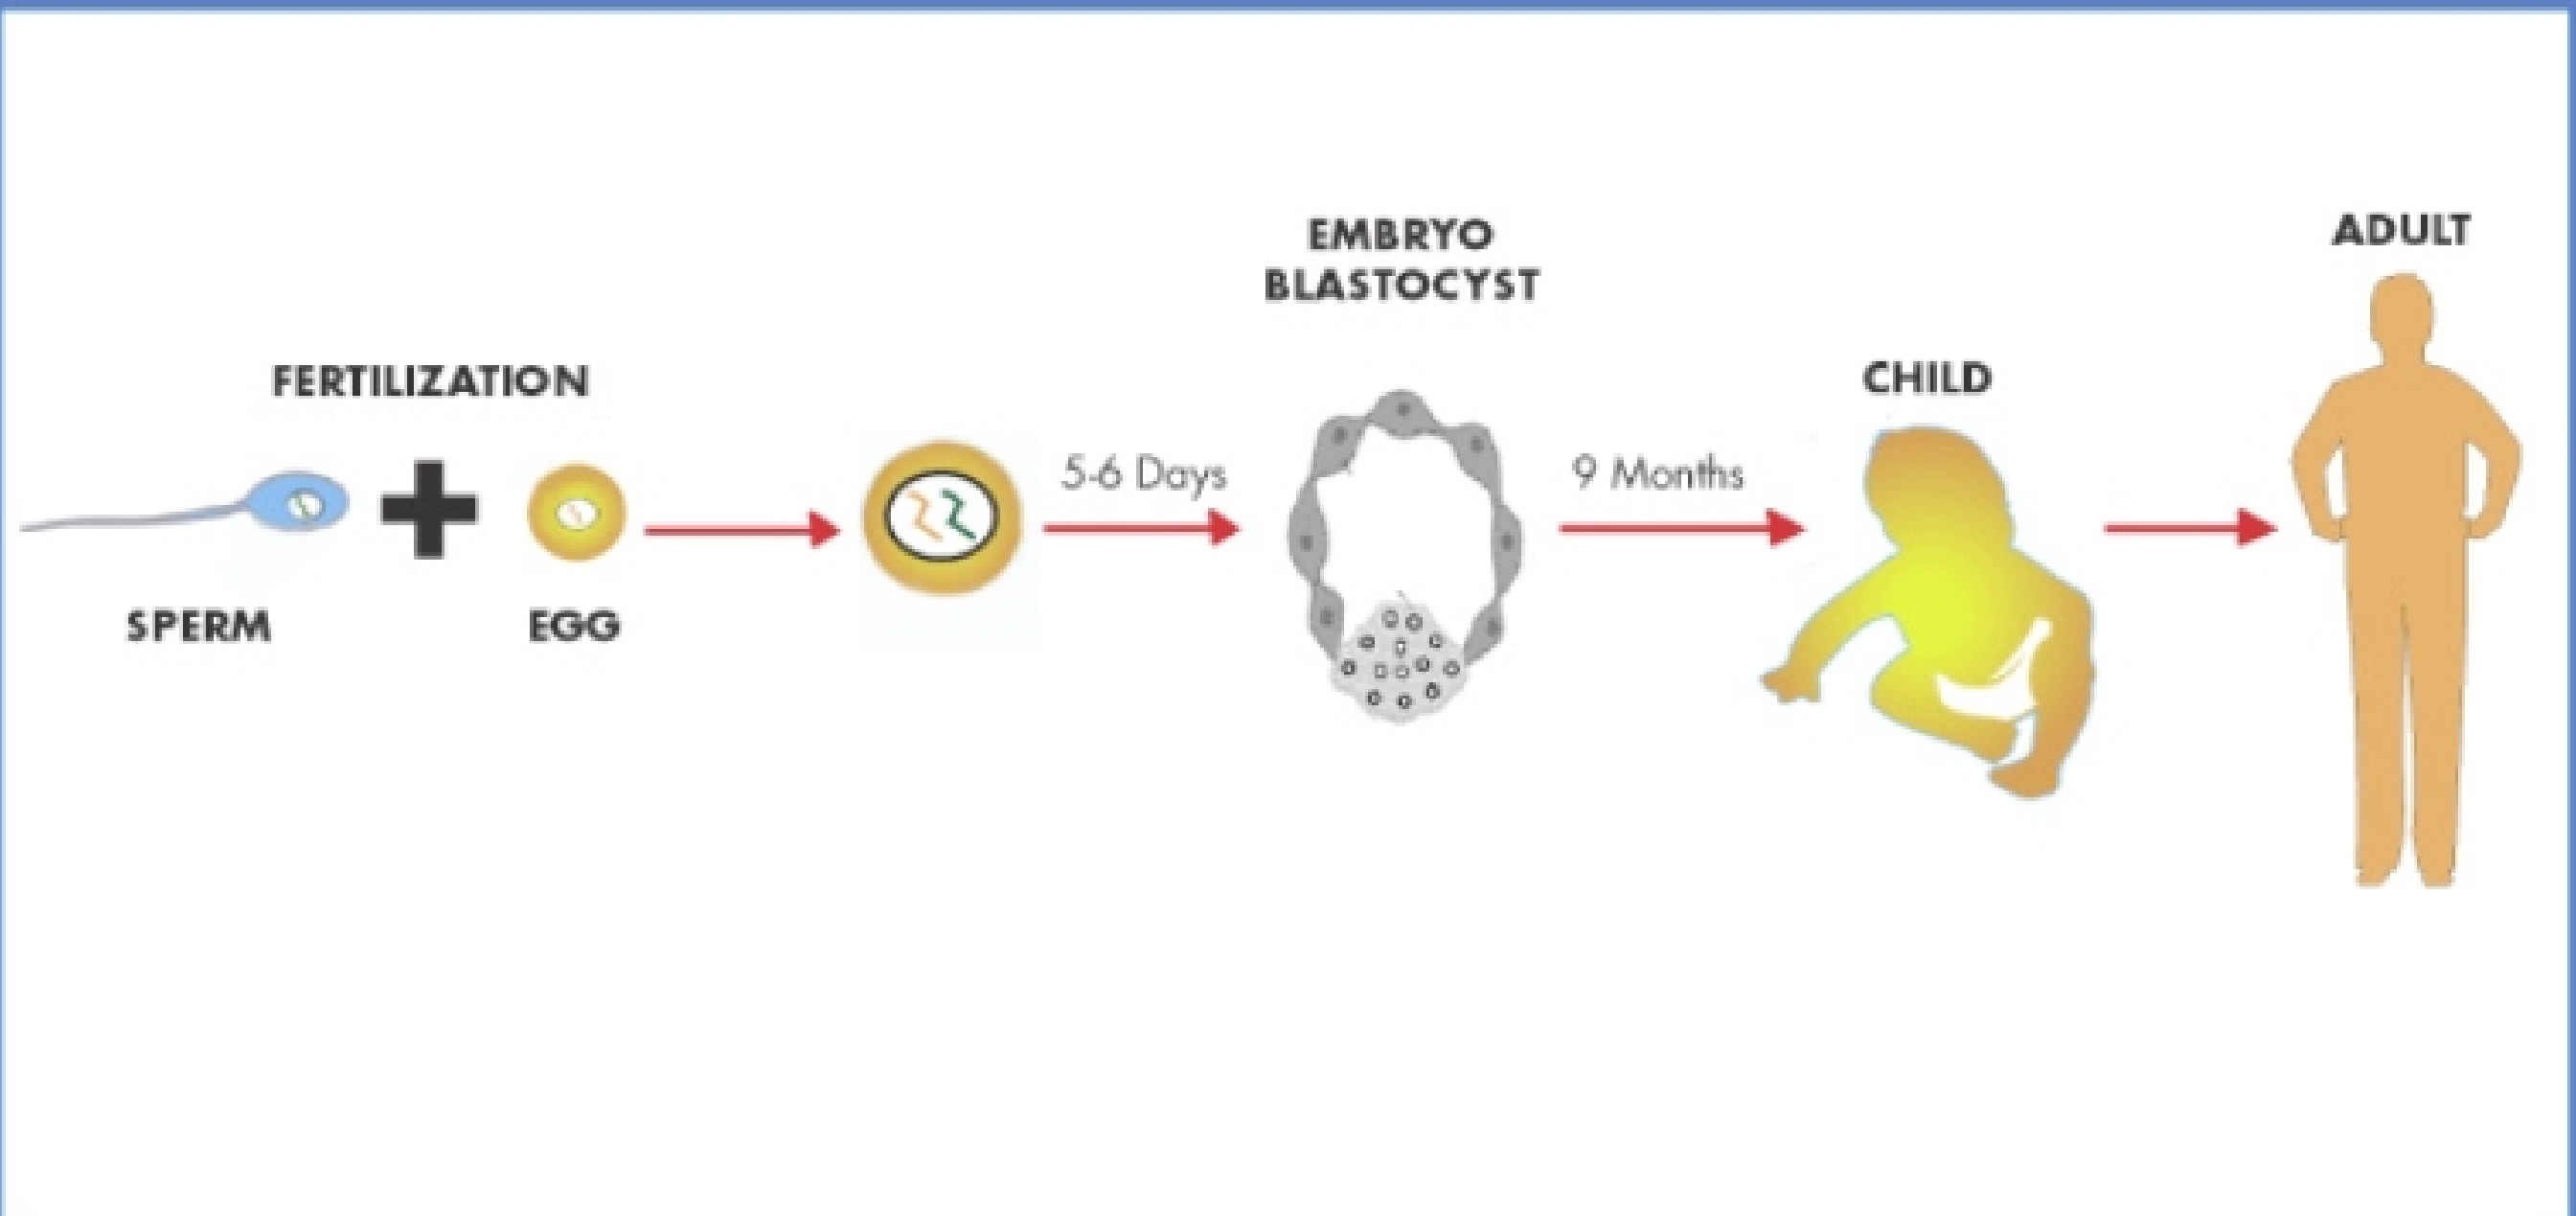 FERTILIZATION
SPERM
EGG
5-6 Days
EMBRYO
BLASTOCYST
9 Months
CHILD
ADULT